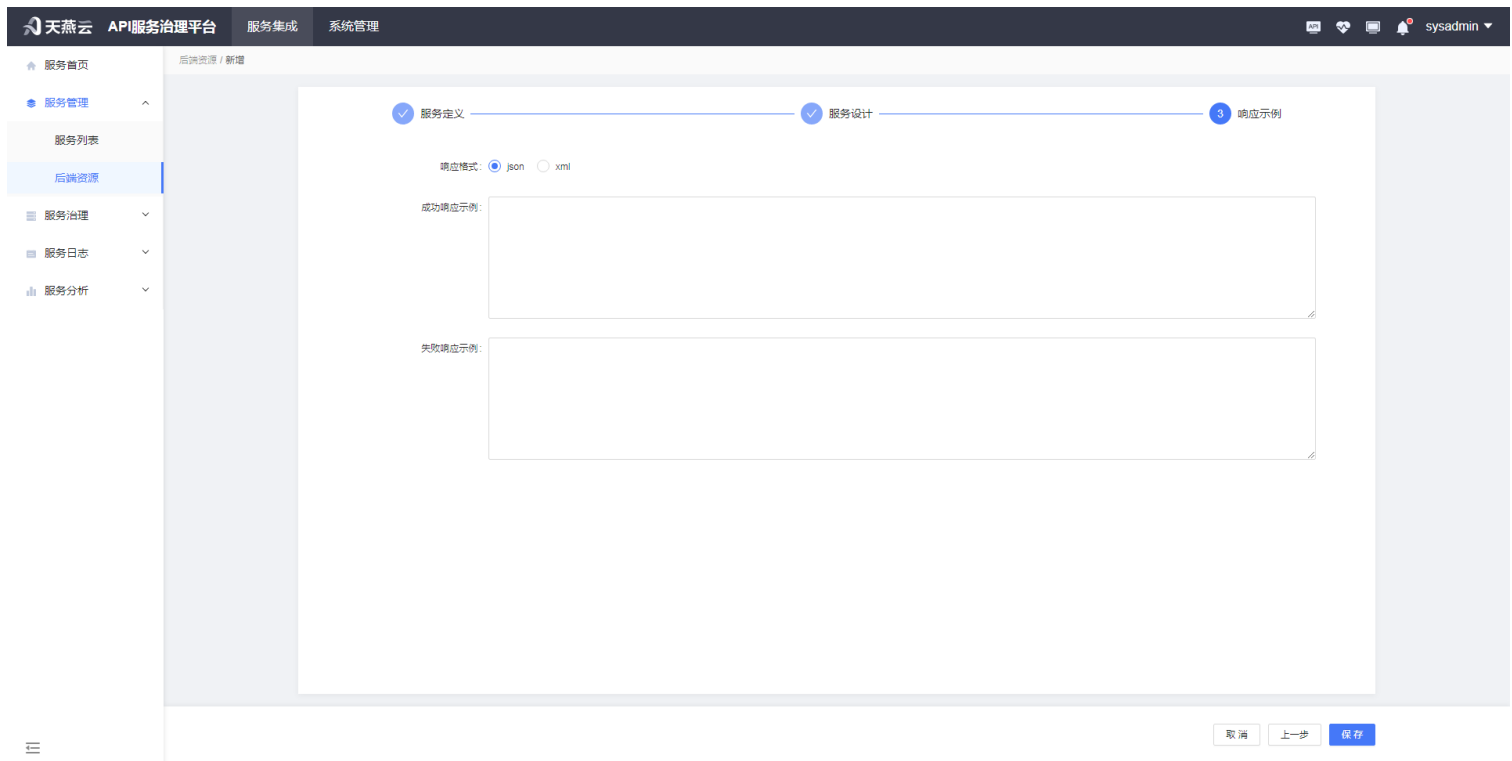 天燕云 API服务治理平台 服务集成 系统管理 API sysadmin
服务首页
后端资源 / 新增
服务管理
服务列表
后端资源
服务治理
服务日志
服务分析
服务定义 服务设计 3 响应示例
响应格式: json xml
成功响应示例:
失败响应示例:
取消 上一步 保存